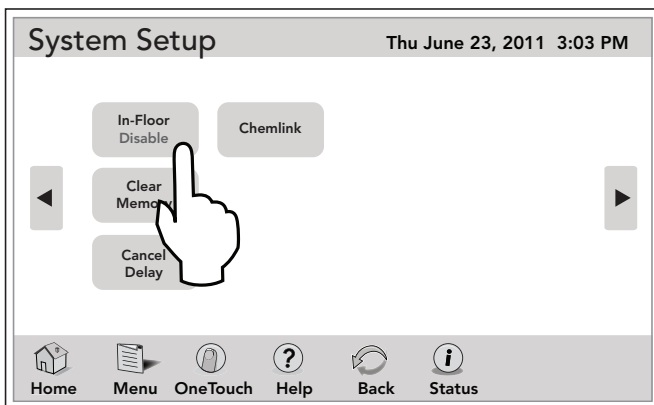 System Setup
Thu June 23, 2011 3:03 PM
In-Floor
Disable
Chemlink
Clear
Memory
Cancel
Delay
?
i
Home
Menu
OneTouch
Help
Back
Status